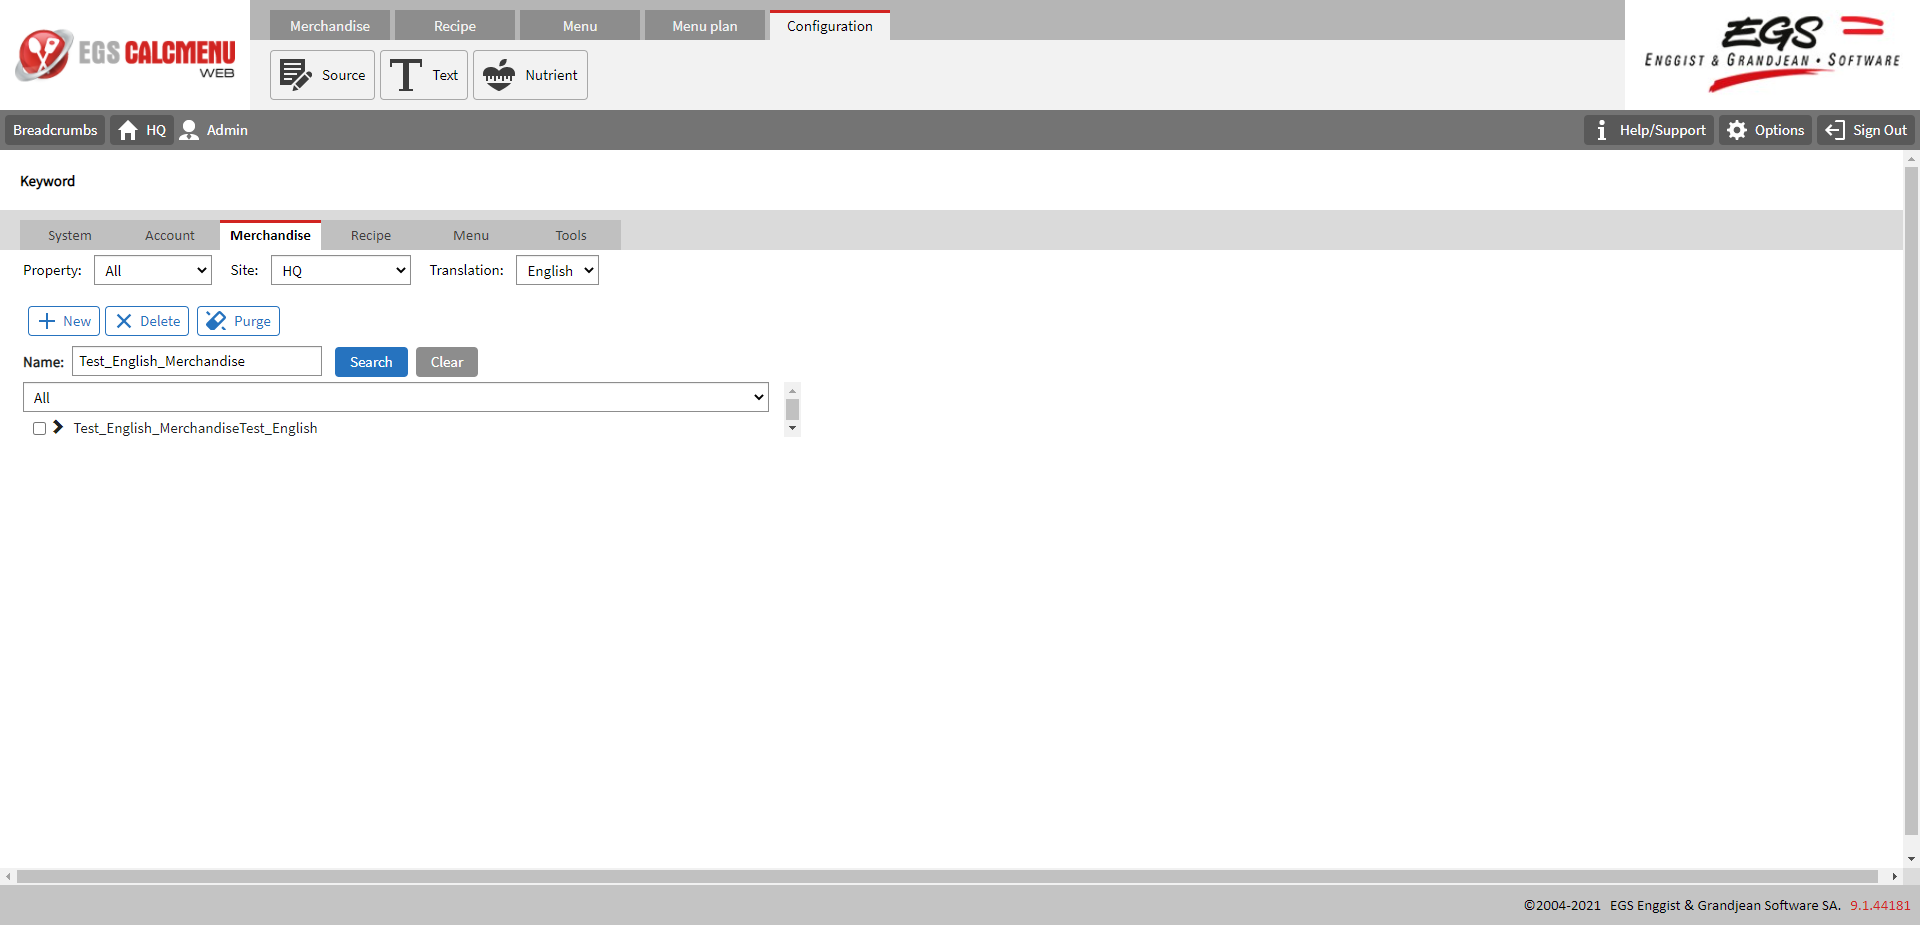 EGS CALCMENU
WEB
Merchandise Recipe Menu Menu plan Configuration
Source Text Nutrient
EGS
ENGGIST & GRANDJEAN • SOFTWARE
Breadcrumbs HQ Admin Help/Support Options Sign Out
Keyword
System Account Merchandise Recipe Menu Tools
Property: All Site: HQ Translation: English
New Delete Purge
Name: Test_English_Merchandise Search Clear
All
Test_English_MerchandiseTest_English
©2004-2021 EGS Enggist & Grandjean Software SA. 9.1.44181